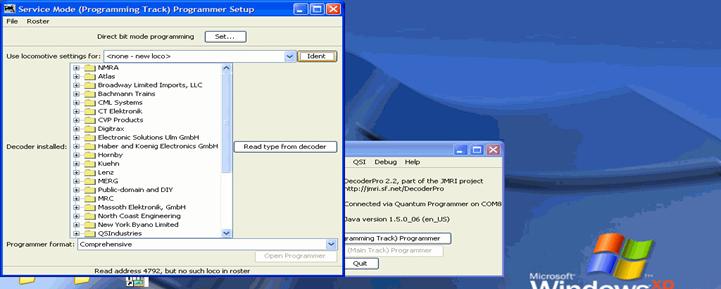 Service Mode (Programming Track) Programmer Setup
File Roster
Direct bit mode programming Set...
Use locomotive settings for: <none - new loco> Ident
NMRA
Atlas
Broadway Limited Imports, LLC
Bachmann Trains
CML Systems
CT Elektronik
CVP Products
Digitrax
Electronic Solutions Ulm GmbH
Decoder installed:
Haber and Koenig Electronics GmbH
Read type from decoder
Hornby
Kuehn
Lenz
MERG
Public-domain and DIY
MRC
Massoth Elektronik, GmbH
North Coast Engineering
New York Byano Limited
QSIndustries
Programmer format: Comprehensive
Open Programmer
Read address 4792, but no such loco in roster
QSI Debug Help
DecoderPro 2.2, part of the JMRI project
http://jmri.sf.net/DecoderPro
Connected via Quantum Programmer on COM8
Java version 1.5.0_06 (en_US)
gramming Track) Programmer
(Main Track) Programmer
Quit
Microsoft
Windows xp